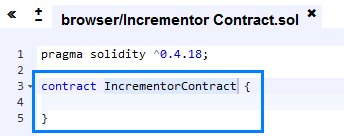 « ± browser/Incrementor Contract.sol ✖
1 pragma solidity ^0.4.18;
2
3 contract IncrementorContract {
4
5 }